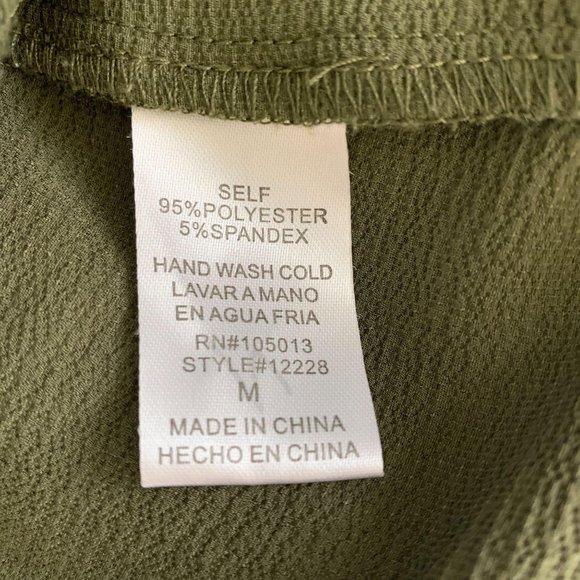 SELF
95%POLYESTER
5%SPANDEX
HAND WASH COLD
LAVAR A MANO
EN AGUA FRIA
RN#105013
STYLE#12228
M
MADE IN CHINA
HECHO EN CHINA